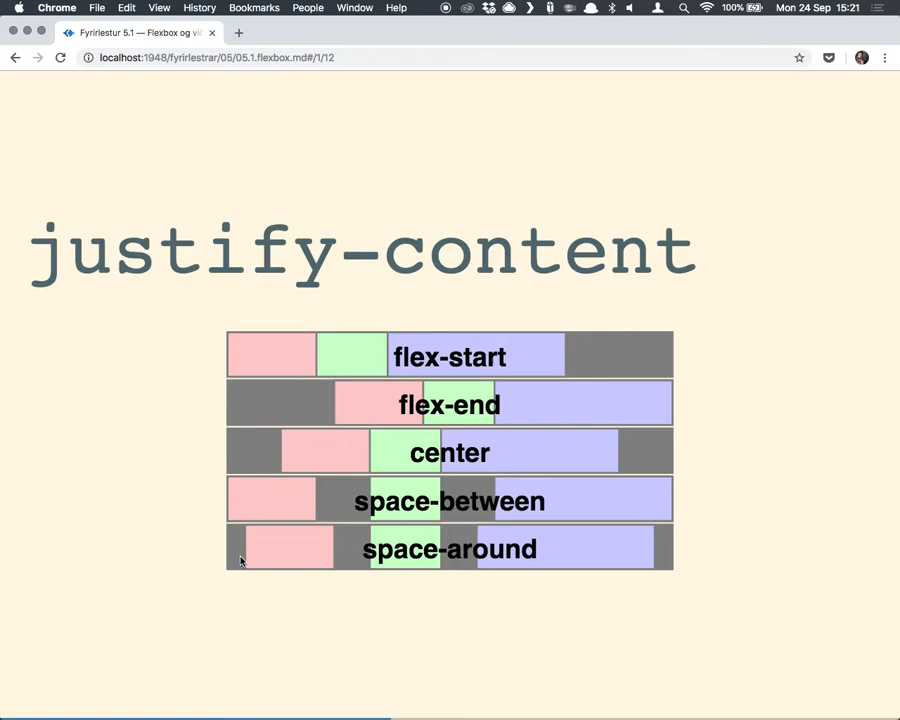 Chrome File Edit View History Bookmarks Window Help 100% Mon 24 Sep 15:21
Fyrirlestur 5.1 — Flexbox og
localhost:1948/fyrirlestrar/05/05.1.flexbox.md#/1/12
justify-content
flex-start
flex-end
center
space-between
space-around